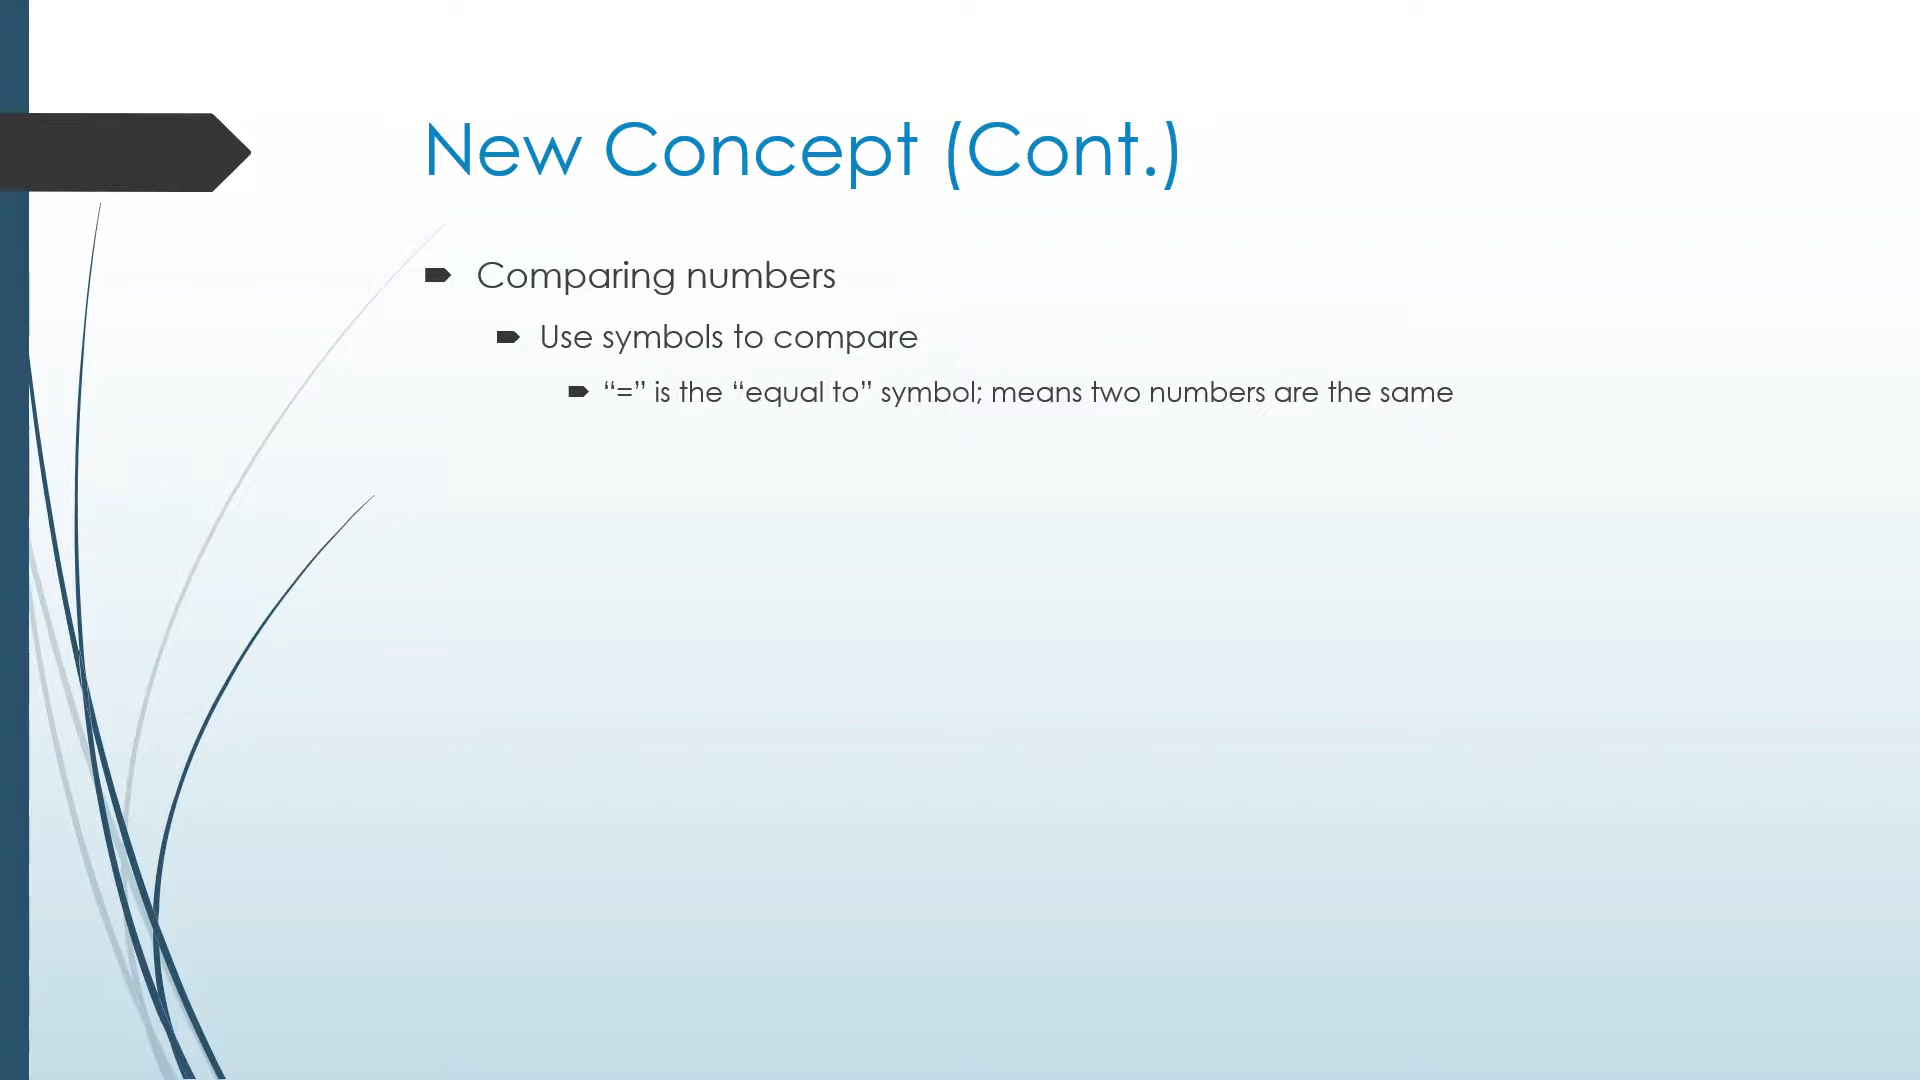 New Concept (Cont.)
Comparing numbers
Use symbols to compare
“=” is the “equal to” symbol; means two numbers are the same